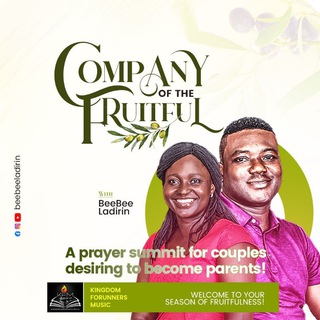 COMPANY
OF THE
FRUITFUL
With
BeeBee
Ladirin
beebeeladirin
A prayer summit for couples
desiring to become parents!
KINGDOM
FORUNNERS
MUSIC
WELCOME TO YOUR
SEASON OF FRUITFULNESS!